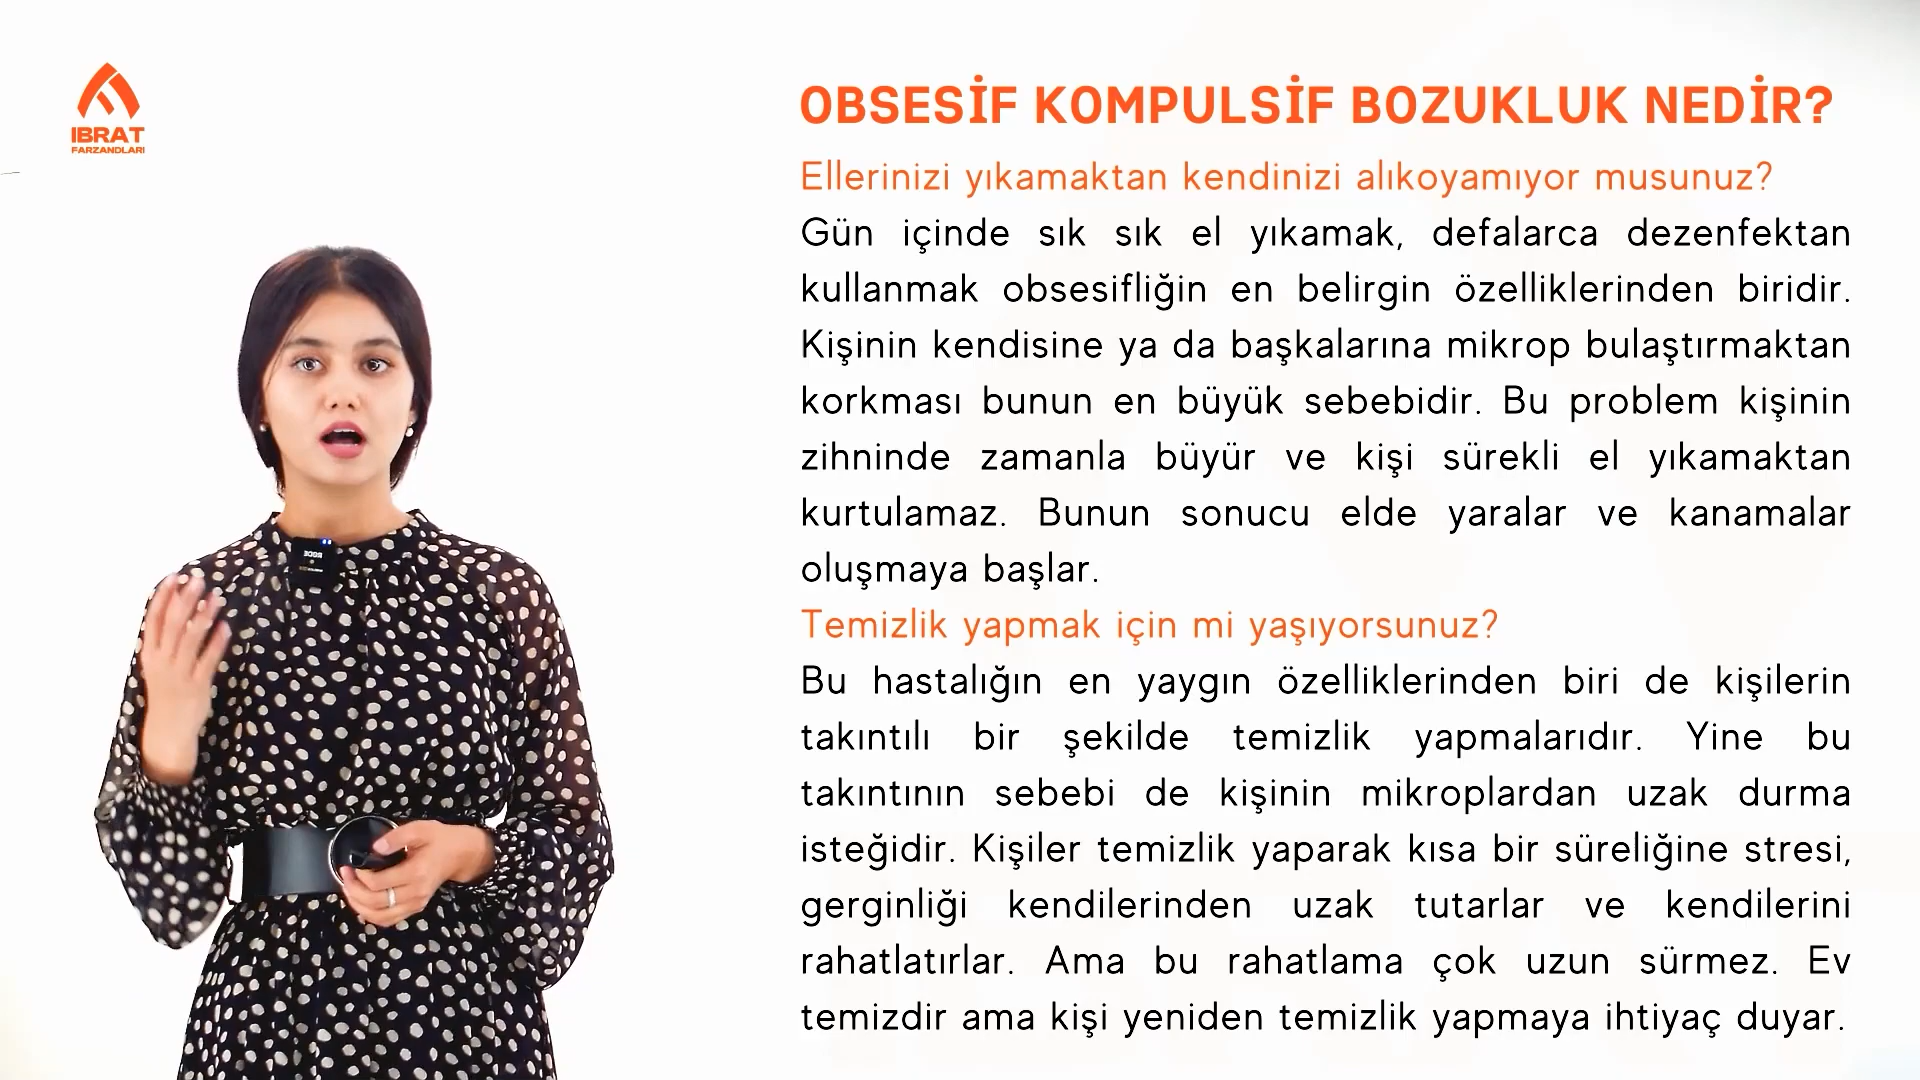 IBRAT
FARZANDLARI
OBSESİF KOMPULSİF BOZUKLUK NEDİR?
Ellerinizi yıkamaktan kendinizi alıkoyamıyor musunuz?
Gün içinde sık sık el yıkamak, defalarca dezenfektan
kullanmak obsesifliğin en belirgin özelliklerinden biridir.
Kişinin kendisine ya da başkalarına mikrop bulaştırmaktan
korkması bunun en büyük sebebidir. Bu problem kişinin
zihninde zamanla büyür ve kişi sürekli el yıkamaktan
kurtulamaz. Bunun sonucu elde yaralar ve kanamalar
oluşmaya başlar.
Temizlik yapmak için mi yaşıyorsunuz?
Bu hastalığın en yaygın özelliklerinden biri de kişilerin
takıntılı bir şekilde temizlik yapmalarıdır. Yine bu
takıntının sebebi de kişinin mikroplardan uzak durma
isteğidir. Kişiler temizlik yaparak kısa bir süreliğine stresi,
gerginliği kendilerinden uzak tutarlar ve kendilerini
rahatlatırlar. Ama bu rahatlama çok uzun sürmez. Ev
temizdir ama kişi yeniden temizlik yapmaya ihtiyaç duyar.
RODE